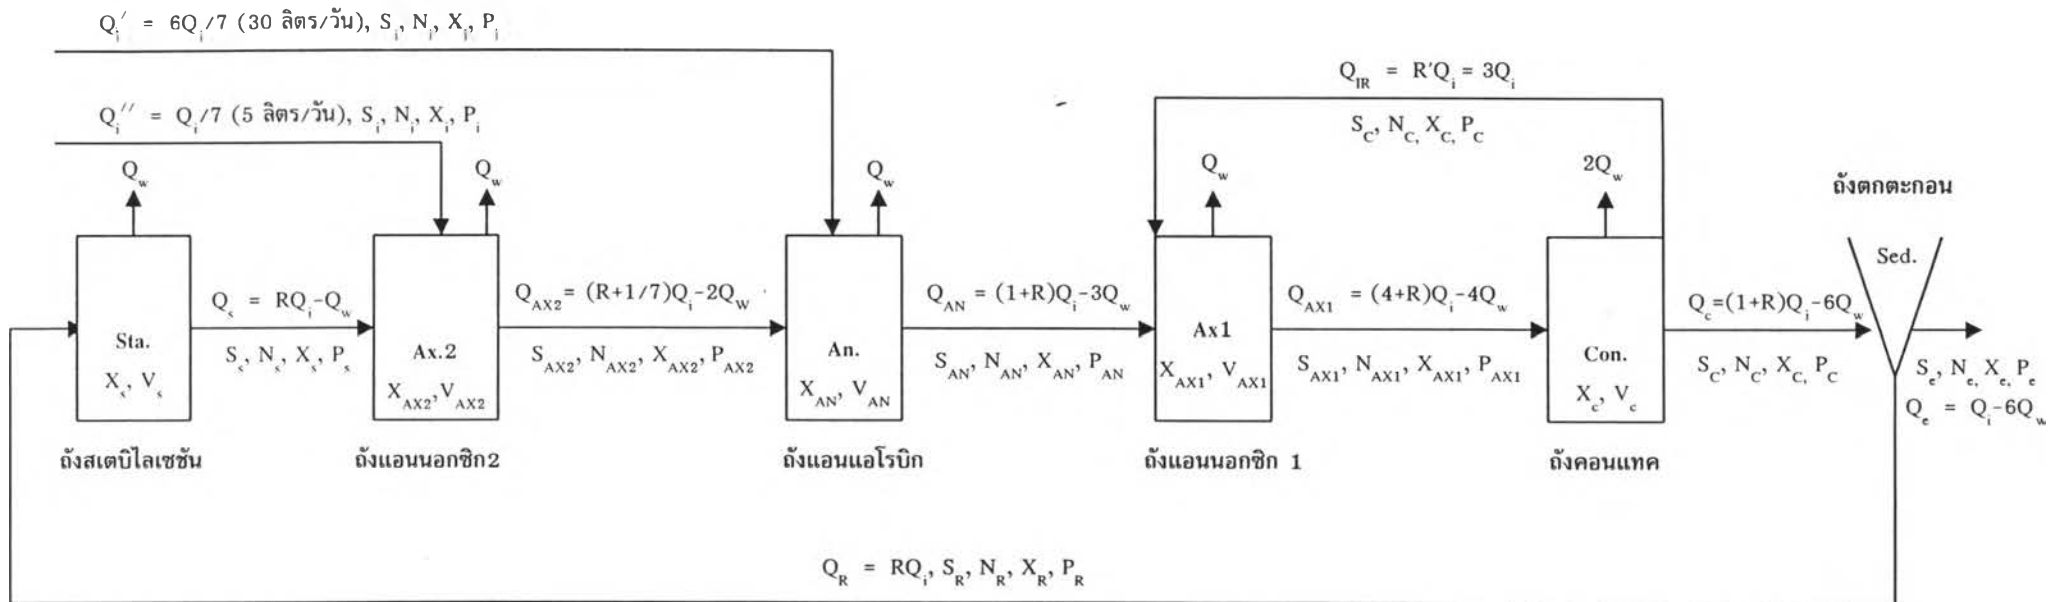 Q_i′ = 6Q_i/7 (30 ลิตร/วัน), S_i, N_i, X_i, P_i
Q_IR = R′Q_i = 3Q_i
Q_i″ = Q_i/7 (5 ลิตร/วัน), S_i, N_i, X_i, P_i
S_C, N_C, X_C, P_C
Q_w
Q_w
Q_w
Q_w
2Q_w
ถังตกตะกอน
Sed.
Q_s = RQ_i-Q_w
Q_AX2 = (R+1/7)Q_i-2Q_W
Q_AN = (1+R)Q_i-3Q_w
Q_AX1 = (4+R)Q_i-4Q_w
Q_c=(1+R)Q_i-6Q_w
Sta.
Ax.2
An.
Ax1
Con.
S_s, N_s, X_s, P_s
S_AX2, N_AX2, X_AX2, P_AX2
S_AN, N_AN, X_AN, P_AN
S_AX1, N_AX1, X_AX1, P_AX1
S_C, N_C, X_C, P_C
S_e, N_e, X_e, P_e
X_s, V_s
X_AX2, V_AX2
X_AN, V_AN
X_AX1, V_AX1
X_c, V_c
Q_e = Q_i-6Q_w
ถังสเตบิไลเซชัน
ถังแอนนอกซิก2
ถังแอนแอโรบิก
ถังแอนนอกซิก 1
ถังคอนแทค
Q_R = RQ_i, S_R, N_R, X_R, P_R